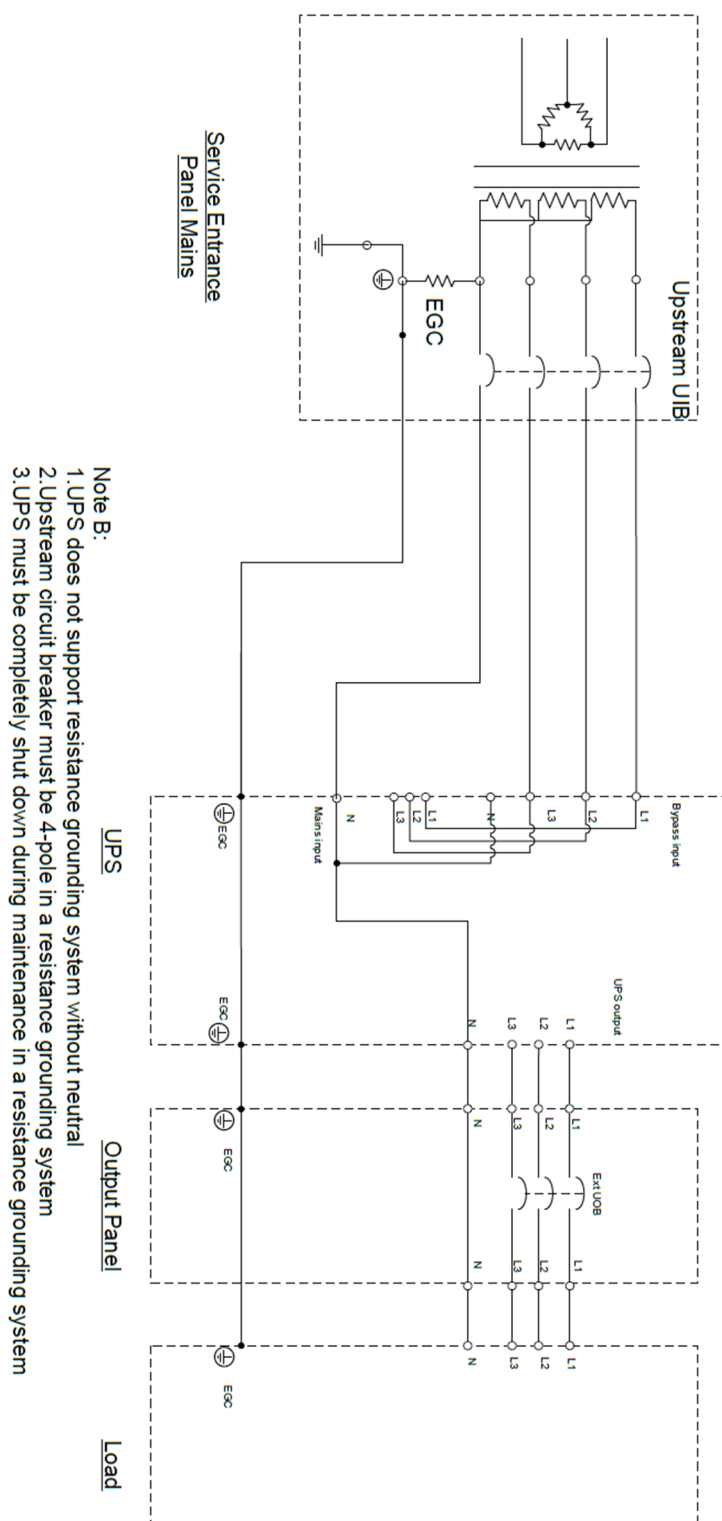 Upstream UIB
EGC
Service Entrance
Panel Mains
Bypass input
L1
L2
L3
N
L1
L2
L3
N
Mains input
EGC
UPS
UPS output
L1
L2
L3
N
EGC
L1
L2
L3
N
Ext UOB
EGC
L1
L2
L3
N
Output Panel
L1
L2
L3
N
EGC
Load
Note B:
1.UPS does not support resistance grounding system without neutral
2.Upstream circuit breaker must be 4-pole in a resistance grounding system
3.UPS must be completely shut down during maintenance in a resistance grounding system